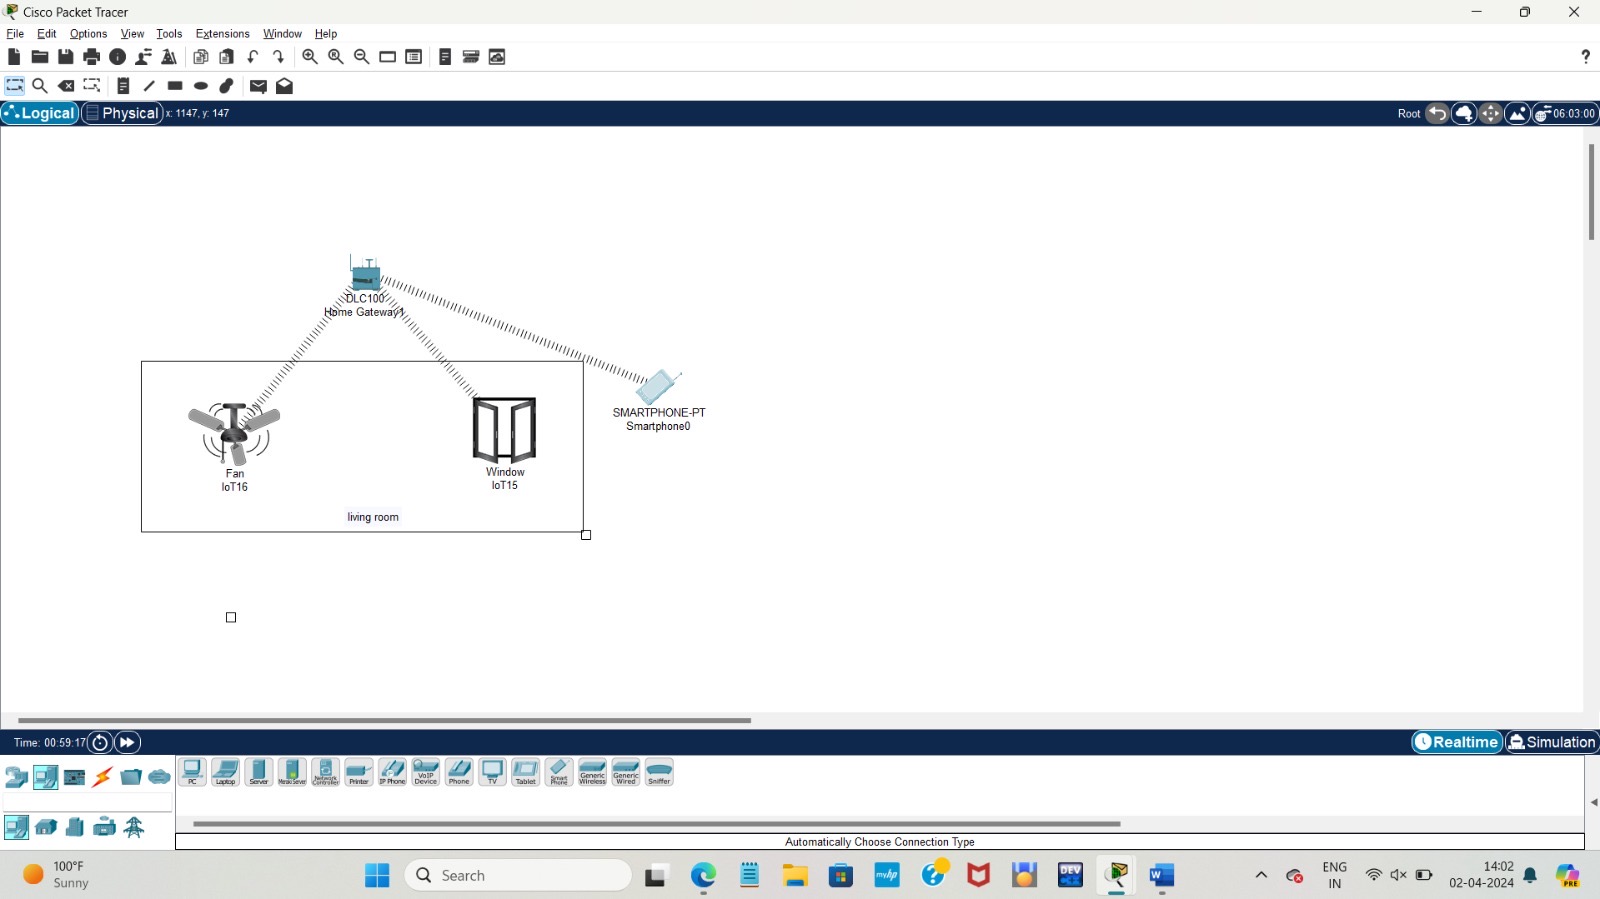 Cisco Packet Tracer
File Edit Options View Tools Extensions Window Help
?
Logical Physical x: 1147, y: 147 Root 06:03:00
DLC100
Home Gateway1
SMARTPHONE-PT
Smartphone0
Fan
IoT16
Window
IoT15
living room
Time: 00:59:17 Realtime Simulation
PC Laptop Server Meraki Server Network Controller Printer IP Phone VoIP Device Phone TV Tablet Smart Phone Generic Wireless Generic Wired Sniffer
Automatically Choose Connection Type
100°F
Sunny
Search
myhp
DEV
W
ENG
IN
14:02
02-04-2024
PRE